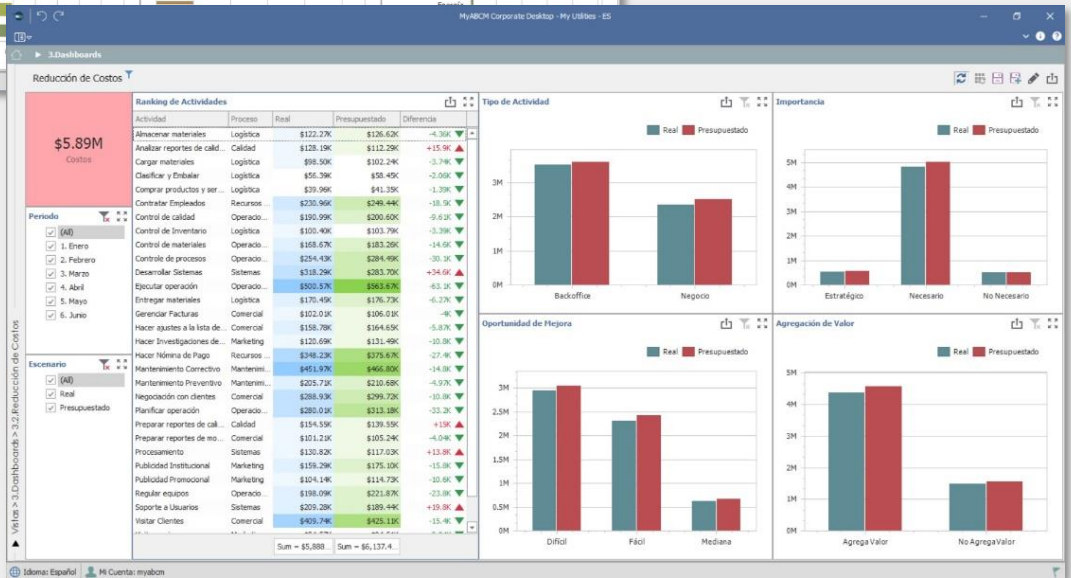 Energía
MyABCM Corporate Desktop - My Utilities - ES
3.Dashboards
Reducción de Costos
$5.89M
Costos
Periodo
(All)
1. Enero
2. Febrero
3. Marzo
4. Abril
5. Mayo
6. Junio
Escenario
(All)
Real
Presupuestado
Vistas > 3.Dashboards > 3.2.Reducción de Costos
Ranking de Actividades
Actividad Proceso Real Presupuestado Diferencia
Almacenar materiales Logística $122.27K $126.62K -4.36K
Analizar reportes de calid... Calidad $128.19K $112.29K +15.9K
Cargar materiales Logística $98.50K $102.24K -3.74K
Clasificar y Embalar Logística $56.39K $58.45K -2.06K
Comprar productos y ser... Logística $39.96K $41.35K -1.39K
Contratar Empleados Recursos ... $230.96K $249.44K -18.5K
Control de calidad Operacio... $190.99K $200.60K -9.61K
Control de Inventario Logística $100.40K $103.79K -3.39K
Control de materiales Operacio... $168.67K $183.26K -14.6K
Controle de procesos Operacio... $254.43K $284.49K -30.1K
Desarrollar Sistemas Sistemas $318.29K $283.70K +34.6K
Ejecutar operación Operacio... $500.57K $563.67K -63.1K
Entregar materiales Logística $170.45K $176.73K -6.27K
Gerenciar Facturas Comercial $102.01K $106.01K -4K
Hacer ajustes a la lista de... Comercial $158.78K $164.65K -5.87K
Hacer Investigaciones de... Marketing $120.69K $131.49K -10.8K
Hacer Nómina de Pago Recursos ... $348.23K $375.67K -27.4K
Mantenimiento Correctivo Mantenimi... $451.97K $466.80K -14.8K
Mantenimiento Preventivo Mantenimi... $205.71K $210.68K -4.97K
Negociación con clientes Comercial $288.93K $299.72K -10.8K
Planificar operación Operacio... $280.01K $313.18K -33.2K
Preparar reportes de cali... Calidad $154.55K $139.55K +15K
Preparar reportes de mo... Comercial $101.21K $105.24K -4.04K
Procesamiento Sistemas $130.82K $117.03K +13.8K
Publicidad Institucional Marketing $159.29K $175.10K -15.8K
Publicidad Promocional Marketing $104.14K $114.73K -10.6K
Regular equipos Operacio... $198.09K $221.87K -23.8K
Soporte a Usuarios Sistemas $209.28K $189.44K +19.8K
Visitar Clientes Comercial $409.74K $425.11K -15.4K
Sum = $5,888... Sum = $6,137.4...
Tipo de Actividad
Real Presupuestado
3M
2M
1M
0M
Backoffice Negocio
Importancia
Real Presupuestado
5M
4M
3M
2M
1M
0M
Estratégico Necesario No Necesario
Oportunidad de Mejora
Real Presupuestado
3M
2.5M
2M
1.5M
1M
0.5M
0M
Difícil Fácil Mediana
Agregación de Valor
Real Presupuestado
5M
4M
3M
2M
1M
0M
Agrega Valor No Agrega Valor
Idioma: Español Mi Cuenta: myabcm